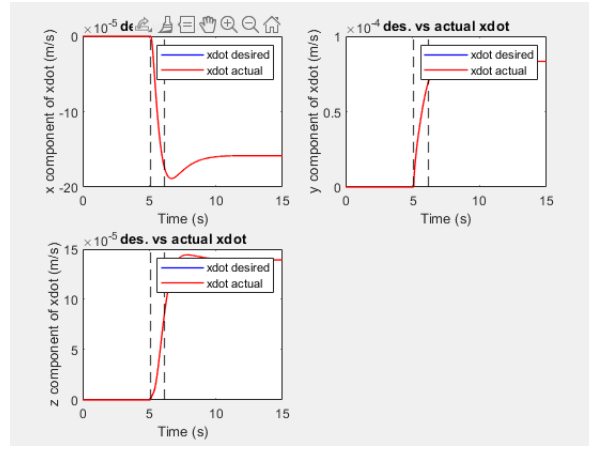 ×10⁻⁵ de
x component of xdot (m/s)
0
-10
-20
xdot desired
xdot actual
0 5 10 15
Time (s)
×10⁻⁴ des. vs actual xdot
y component of xdot (m/s)
1
0.5
0
xdot desired
xdot actual
0 5 10 15
Time (s)
×10⁻⁵ des. vs actual xdot
z component of xdot (m/s)
15
10
5
0
xdot desired
xdot actual
0 5 10 15
Time (s)